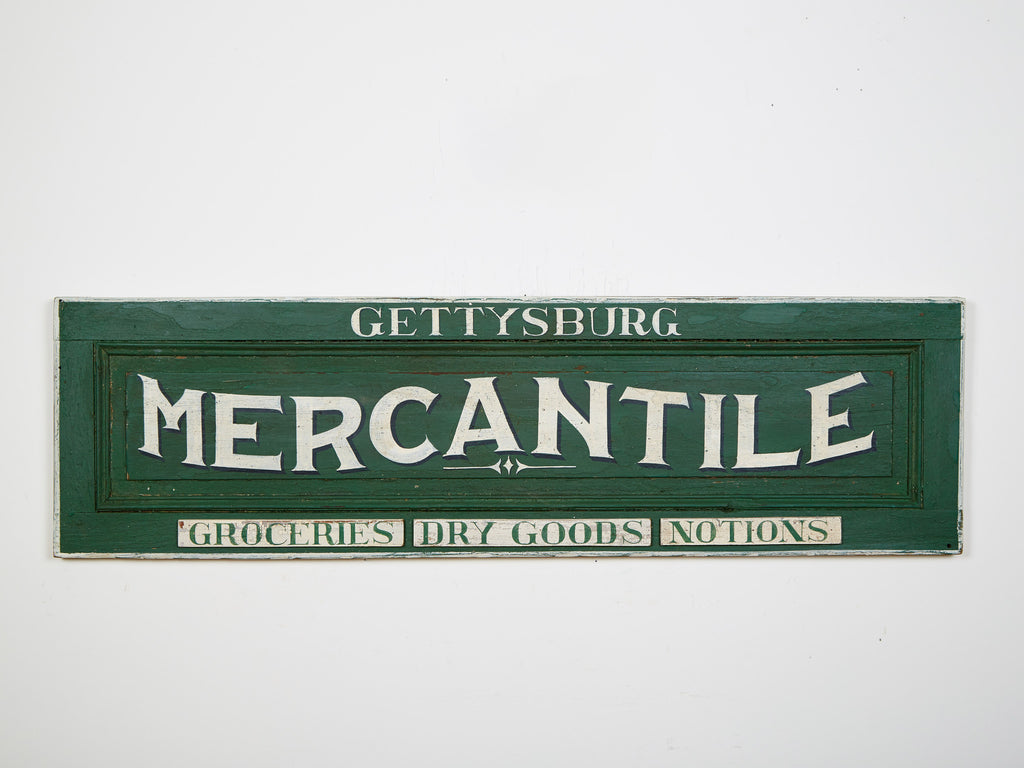 GETTYSBURG
MERCANTILE
GROCERIES DRY GOODS NOTIONS